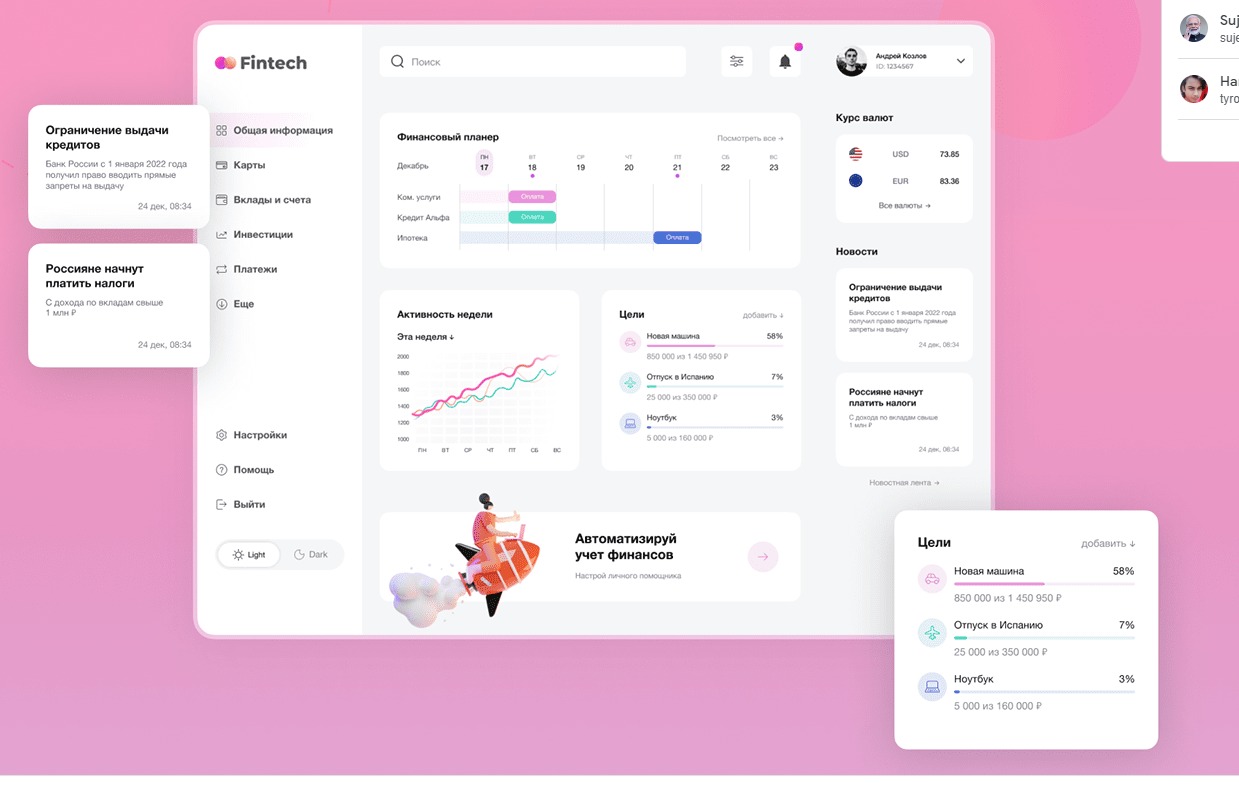 Fintech
Общая информация
Карты
Вклады и счета
Инвестиции
Платежи
Еще
Настройки
Помощь
Выйти
Light
Dark
Ограничение выдачи
кредитов
Банк России с 1 января 2022 года
получил право вводить прямые
запреты на выдачу
24 дек, 08:34
Россияне начнут
платить налоги
С дохода по вкладам свыше
1 млн ₽
24 дек, 08:34
Поиск
Андрей Козлов
ID: 1234567
Финансовый планер
Посмотреть все →
Декабрь
ПН ВТ СР ЧТ ПТ СБ ВС
17 18 19 20 21 22 23
Ком. услуги Оплата
Кредит Альфа Оплата
Ипотека Оплата
Активность недели
Эта неделя ↓
2000
1800
1600
1400
1200
1000
ПН ВТ СР ЧТ ПТ СБ ВС
Цели
добавить ↓
Новая машина 58%
850 000 из 1 450 950 ₽
Отпуск в Испанию 7%
25 000 из 350 000 ₽
Ноутбук 3%
5 000 из 160 000 ₽
Автоматизируй
учет финансов
Настрой личного помощника
Курс валют
USD 73.85
EUR 83.36
Все валюты →
Новости
Ограничение выдачи
кредитов
Банк России с 1 января 2022 года
получил право вводить прямые
запреты на выдачу
24 дек, 08:34
Россияне начнут
платить налоги
С дохода по вкладам свыше
1 млн ₽
24 дек, 08:34
Новостная лента →
Цели
добавить ↓
Новая машина 58%
850 000 из 1 450 950 ₽
Отпуск в Испанию 7%
25 000 из 350 000 ₽
Ноутбук 3%
5 000 из 160 000 ₽